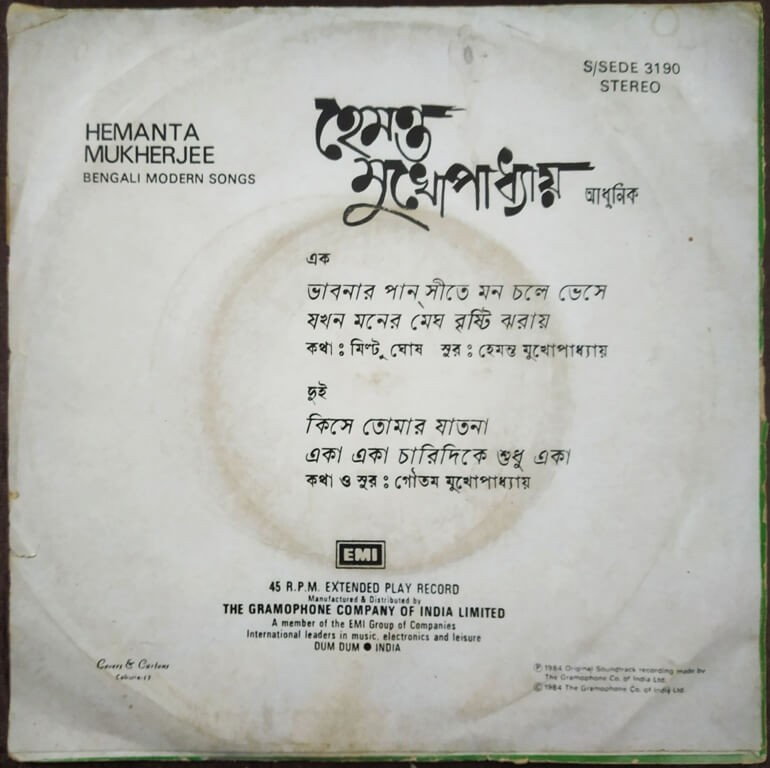 S/SEDE 3190
STEREO
HEMANTA
MUKHERJEE
BENGALI MODERN SONGS
হেমন্ত
মুখোপাধ্যায়
আধুনিক
এক
ভাবনার পান্ সীতে মন চলে ভেসে
যখন মনের মেঘ বৃষ্টি ঝরায়
কথা : মিন্টু ঘোষ সুর : হেমন্ত মুখোপাধ্যায়
দুই
কিসে তোমার যাতনা
একা একা চারিদিকে শুধু একা
কথা ও সুর : গৌতম মুখোপাধ্যায়
EMI
45 R.P.M. EXTENDED PLAY RECORD
Manufactured & Distributed by
THE GRAMOPHONE COMPANY OF INDIA LIMITED
A member of the EMI Group of Companies
International leaders in music, electronics and leisure
DUM DUM ● INDIA
Covers & Cartons
℗ 1984 Original Soundtrack recording made by
The Gramophone Co. of India Ltd.
© 1984 The Gramophone Co. of India Ltd.